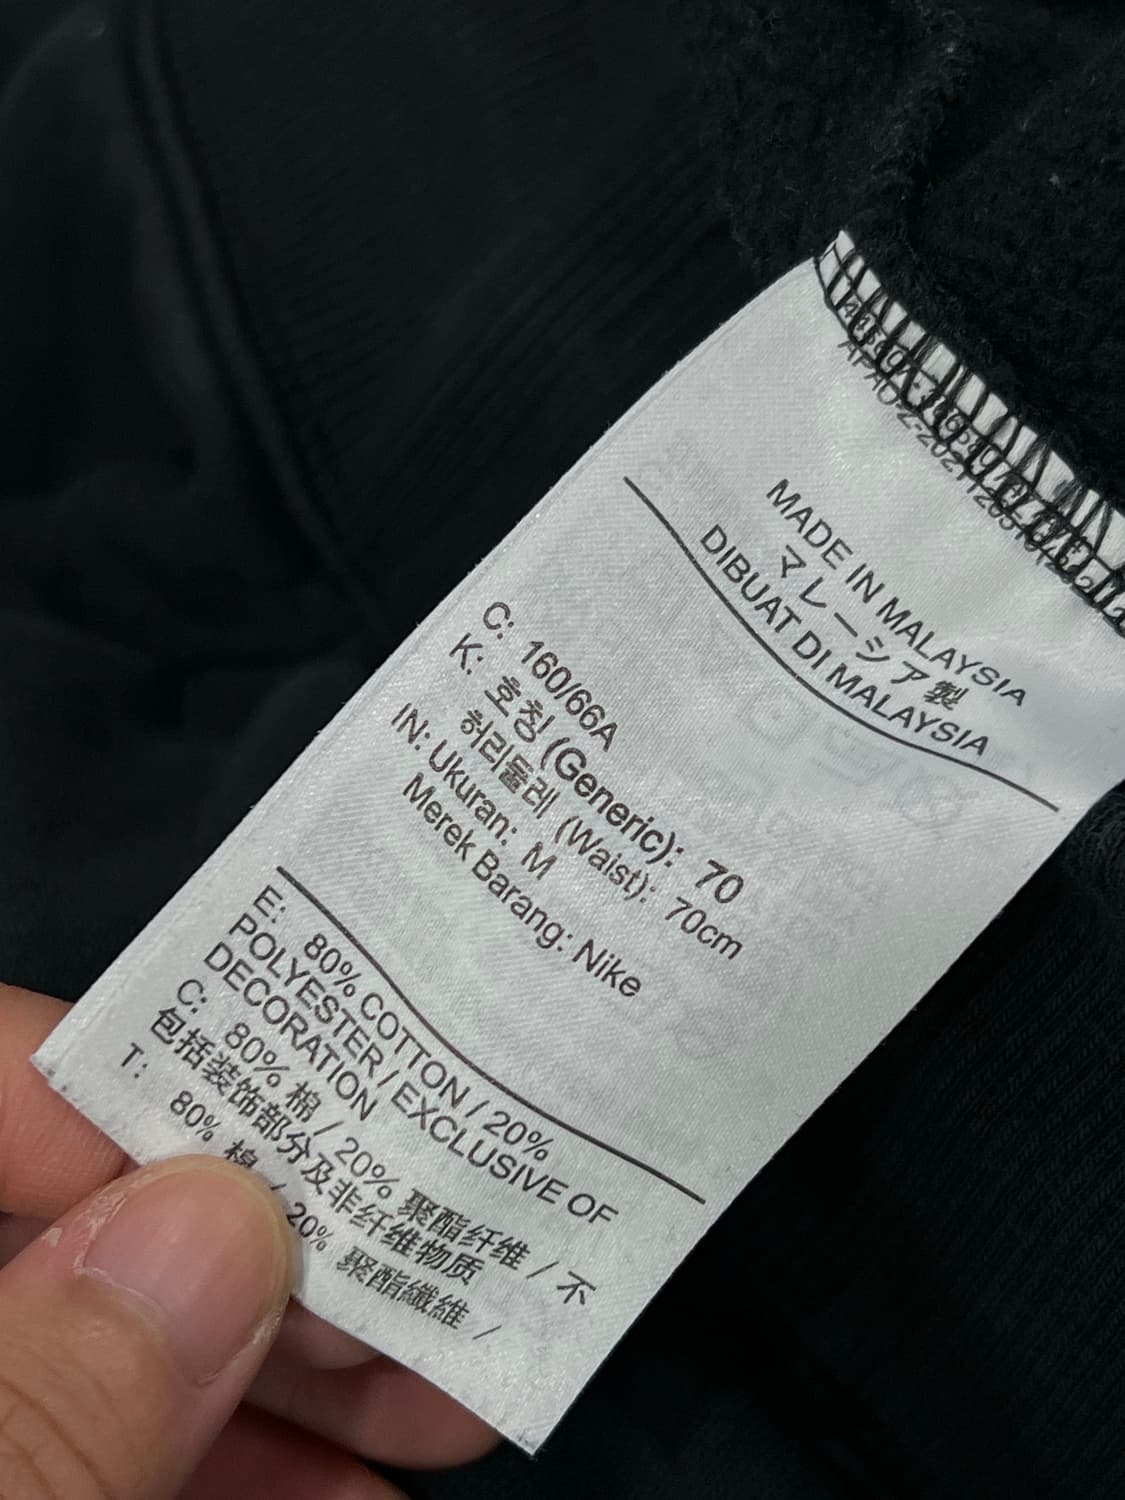 MADE IN MALAYSIA
マレーシア製
DIBUAT DI MALAYSIA
C: 160/66A
K: 호칭 (Generic): 70
허리둘레 (Waist): 70cm
IN: Ukuran: M
Merek Barang: Nike
E: 80% COTTON / 20%
POLYESTER / EXCLUSIVE OF
DECORATION
C: 80% 棉 / 20% 聚酯纤维 / 不
包括装饰部分及非纤维物质
T: 80% 棉 / 20% 聚酯纖維 /